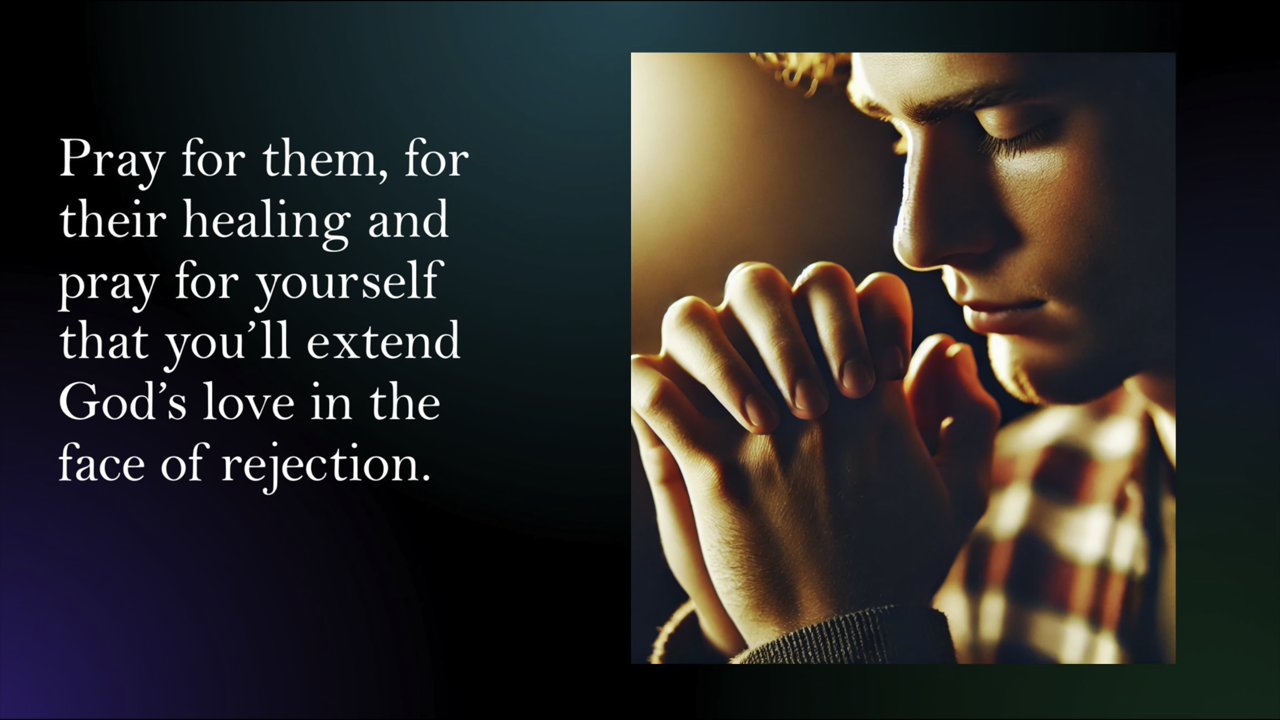 Pray for them, for
their healing and
pray for yourself
that you’ll extend
God’s love in the
face of rejection.